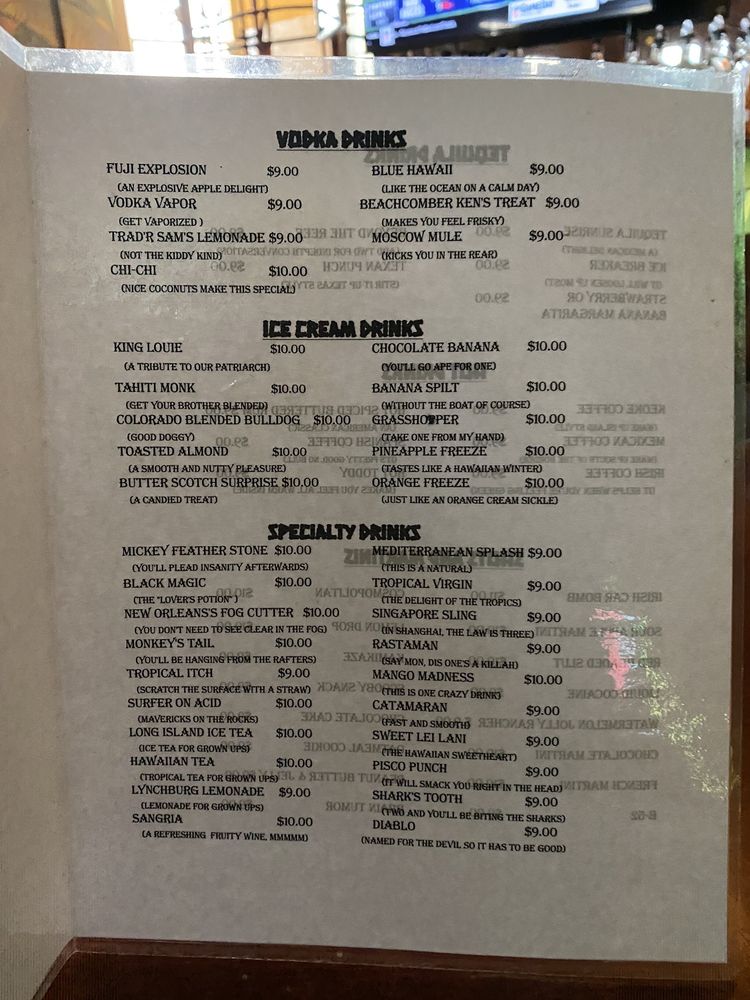 VODKA DRINKS
FUJI EXPLOSION $9.00
(AN EXPLOSIVE APPLE DELIGHT)
VODKA VAPOR $9.00
(GET VAPORIZED )
TRAD'R SAM'S LEMONADE $9.00
(NOT THE KIDDY KIND)
CHI-CHI $10.00
(NICE COCONUTS MAKE THIS SPECIAL)
BLUE HAWAII $9.00
(LIKE THE OCEAN ON A CALM DAY)
BEACHCOMBER KEN'S TREAT $9.00
(MAKES YOU FEEL FRISKY)
MOSCOW MULE $9.00
(KICKS YOU IN THE REAR)
ICE CREAM DRINKS
KING LOUIE $10.00
(A TRIBUTE TO OUR PATRIARCH)
TAHITI MONK $10.00
(GET YOUR BROTHER BLENDED)
COLORADO BLENDED BULLDOG $10.00
(GOOD DOGGY)
TOASTED ALMOND $10.00
(A SMOOTH AND NUTTY PLEASURE)
BUTTER SCOTCH SURPRISE $10.00
(A CANDIED TREAT)
CHOCOLATE BANANA $10.00
(YOU'LL GO APE FOR ONE)
BANANA SPILT $10.00
(WITHOUT THE BOAT OF COURSE)
GRASSHOPPER $10.00
(TAKE ONE FROM MY HAND)
PINEAPPLE FREEZE $10.00
(TASTES LIKE A HAWAIIAN WINTER)
ORANGE FREEZE $10.00
(JUST LIKE AN ORANGE CREAM SICKLE)
SPECIALTY DRINKS
MICKEY FEATHER STONE $10.00
(YOU'LL PLEAD INSANITY AFTERWARDS)
BLACK MAGIC $10.00
(THE "LOVER'S POTION" )
NEW ORLEANS'S FOG CUTTER $10.00
(YOU DON'T NEED TO SEE CLEAR IN THE FOG)
MONKEY'S TAIL $10.00
(YOU'LL BE HANGING FROM THE RAFTERS)
TROPICAL ITCH $9.00
(SCRATCH THE SURFACE WITH A STRAW)
SURFER ON ACID $10.00
(MAVERICKS ON THE ROCKS)
LONG ISLAND ICE TEA $10.00
(ICE TEA FOR GROWN UPS)
HAWAIIAN TEA $10.00
(TROPICAL TEA FOR GROWN UPS)
LYNCHBURG LEMONADE $9.00
(LEMONADE FOR GROWN UPS)
SANGRIA $10.00
(A REFRESHING FRUITY WINE, MMMMM)
MEDITERRANEAN SPLASH $9.00
(THIS IS A NATURAL)
TROPICAL VIRGIN $9.00
(THE DELIGHT OF THE TROPICS)
SINGAPORE SLING $9.00
(IN SHANGHAI, THE LAW IS THREE)
RASTAMAN $9.00
(SAY MON, DIS ONE'S A KILLAH)
MANGO MADNESS $10.00
(THIS IS ONE CRAZY DRINK)
CATAMARAN $9.00
(FAST AND SMOOTH)
SWEET LEI LANI $9.00
(THE HAWAIIAN SWEETHEART)
PISCO PUNCH $9.00
(IT WILL SMACK YOU RIGHT IN THE HEAD)
SHARK'S TOOTH $9.00
(TWO AND YOU'LL BE BITING THE SHARKS)
DIABLO $9.00
(NAMED FOR THE DEVIL SO IT HAS TO BE GOOD)